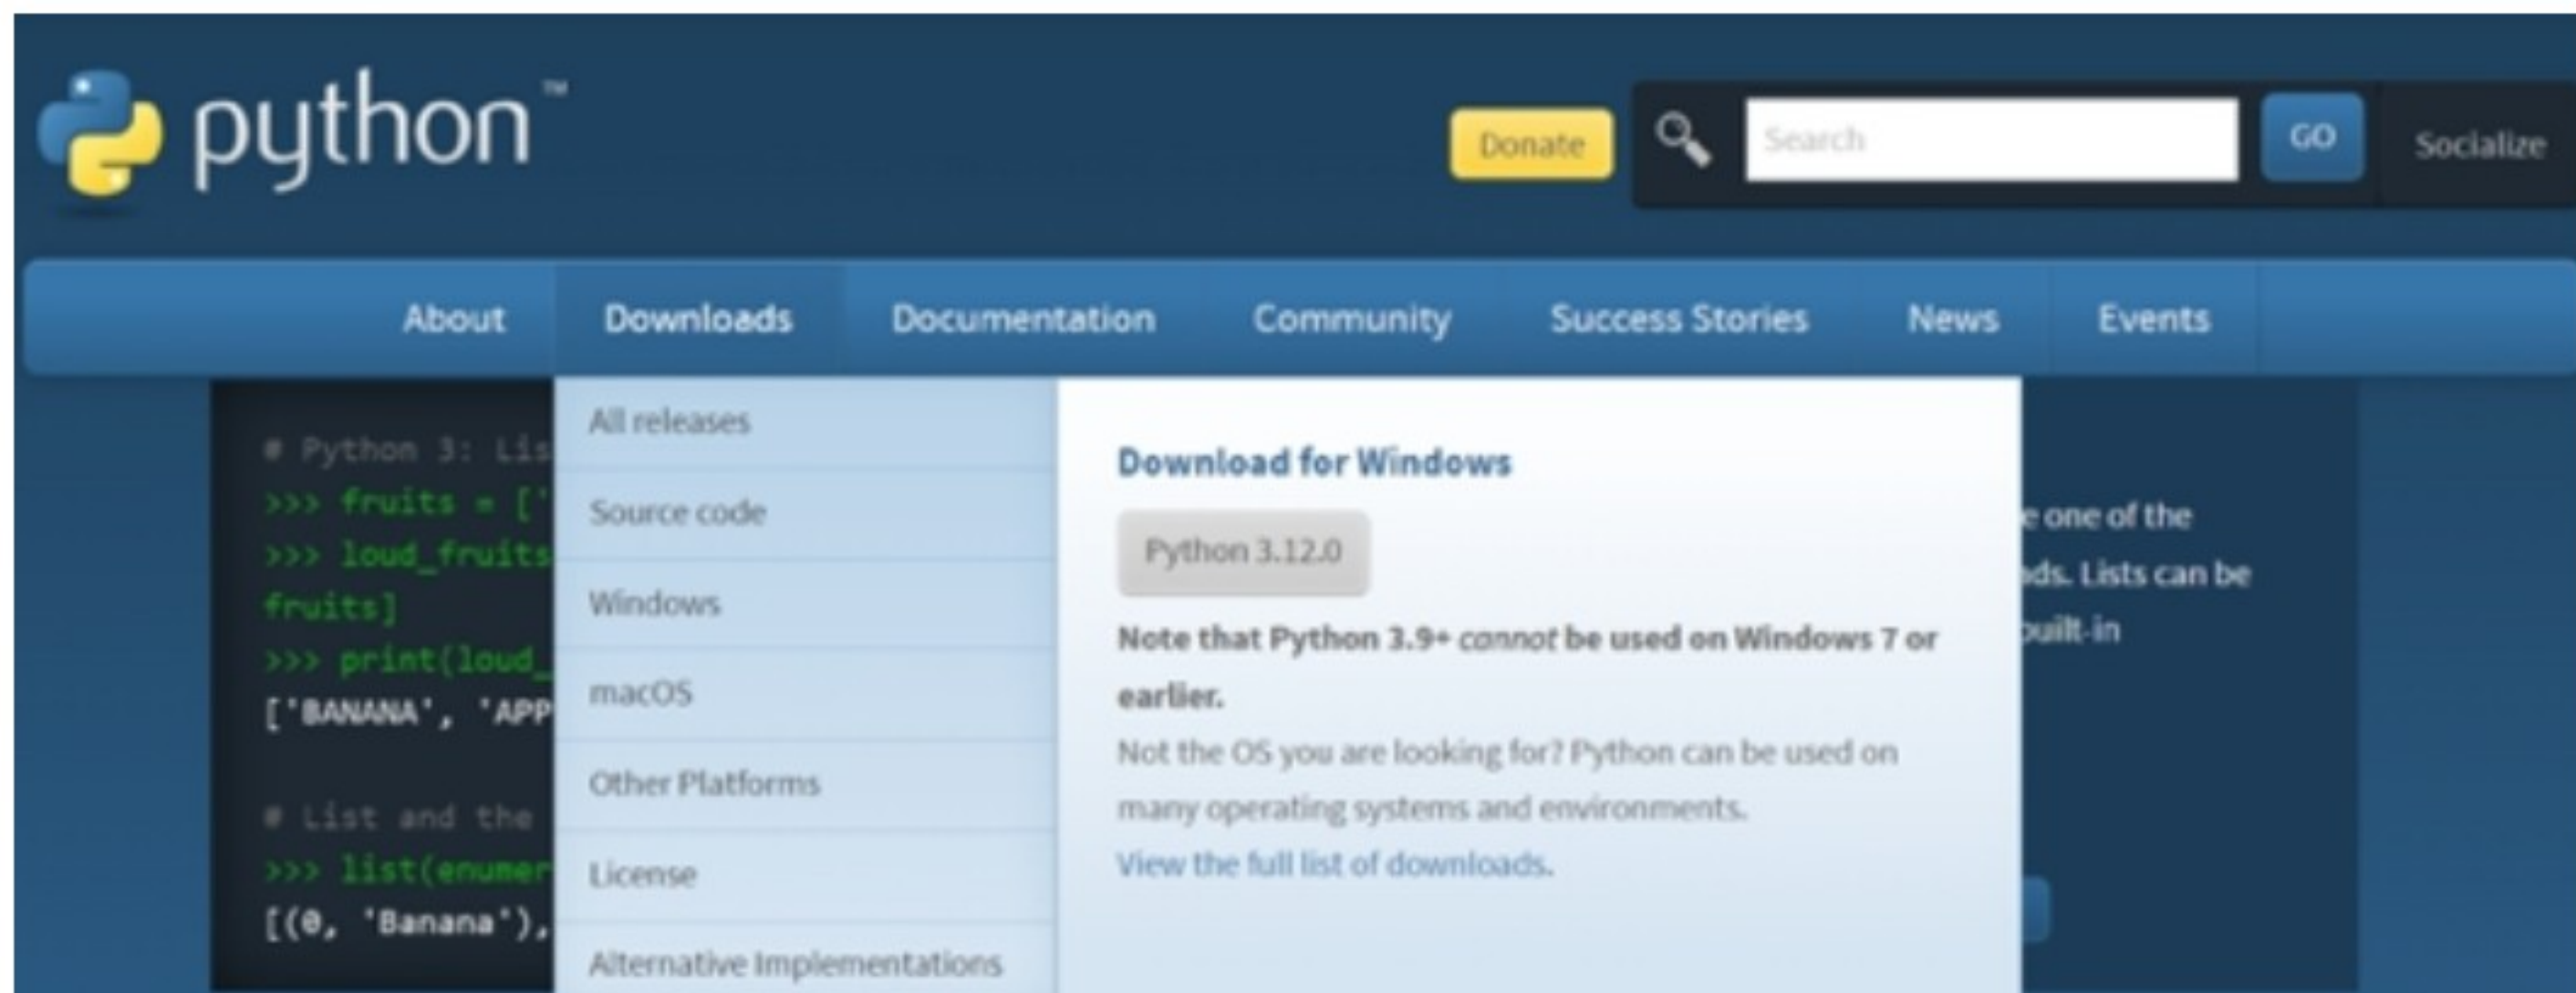 python™
Donate
Search
GO
Socialize
About Downloads Documentation Community Success Stories News Events
# Python 3: Lis
>>> fruits = ['
>>> loud_fruits
fruits]
>>> print(loud_
['BANANA', 'APP
# List and the
>>> list(enumer
[(0, 'Banana'),
All releases
Source code
Windows
macOS
Other Platforms
License
Alternative Implementations
Download for Windows
Python 3.12.0
Note that Python 3.9+ cannot be used on Windows 7 or
earlier.
Not the OS you are looking for? Python can be used on
many operating systems and environments.
View the full list of downloads.
e one of the
ds. Lists can be
built-in